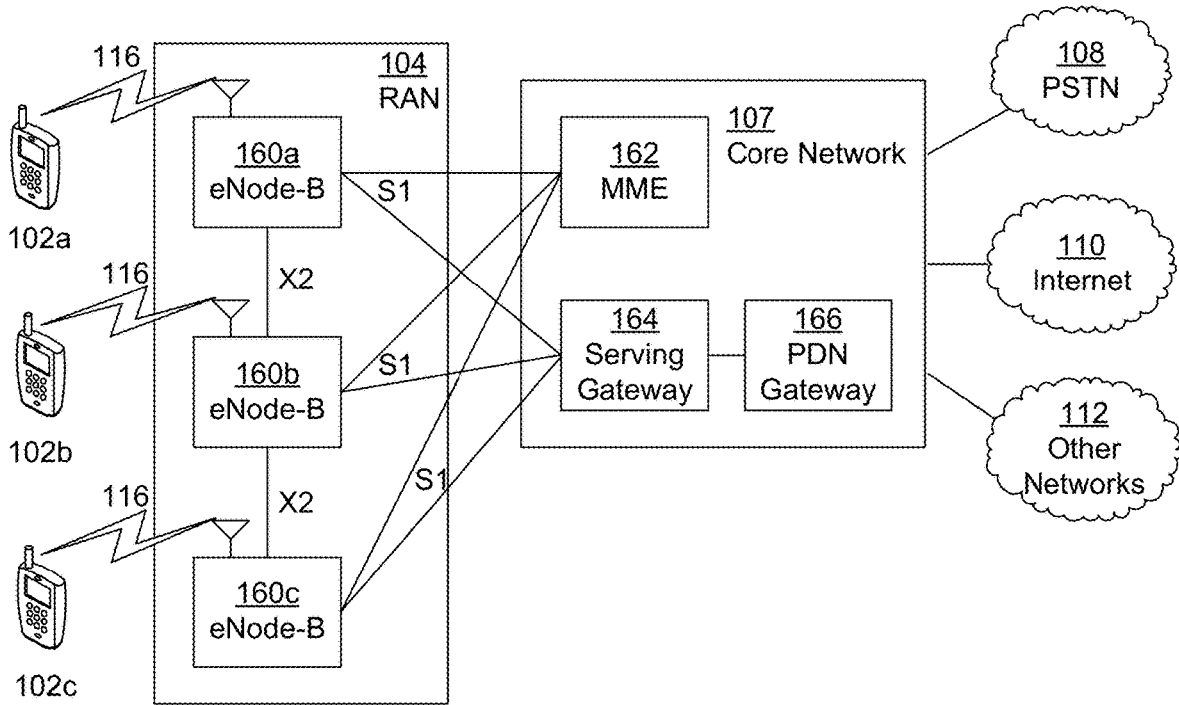 116
104
RAN
108
PSTN
102a
160a
eNode-B
S1
162
MME
107
Core Network
116
X2
110
Internet
102b
160b
eNode-B
S1
164
Serving
Gateway
166
PDN
Gateway
112
Other
Networks
116
X2
S1
160c
eNode-B
102c